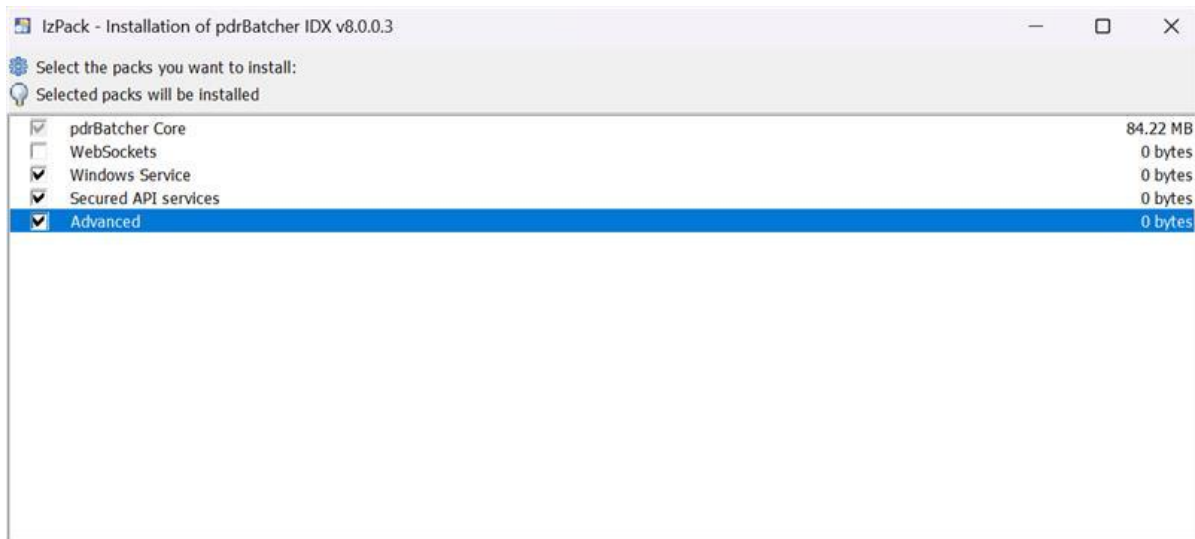 IzPack - Installation of pdrBatcher IDX v8.0.0.3
Select the packs you want to install:
Selected packs will be installed
pdrBatcher Core 84.22 MB
WebSockets 0 bytes
Windows Service 0 bytes
Secured API services 0 bytes
Advanced 0 bytes